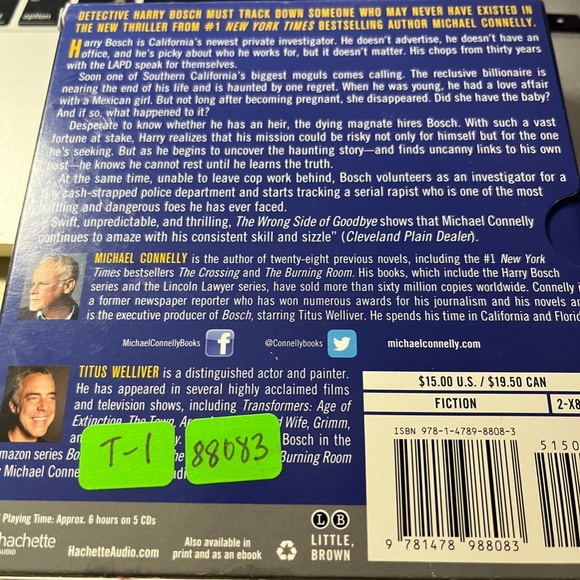 DETECTIVE HARRY BOSCH MUST TRACK DOWN SOMEONE WHO MAY NEVER HAVE EXISTED IN
THE NEW THRILLER FROM #1 NEW YORK TIMES BESTSELLING AUTHOR MICHAEL CONNELLY.
Harry Bosch is California's newest private investigator. He doesn't advertise, he doesn't have an
office, and he's picky about who he works for, but it doesn't matter. His chops from thirty years
with the LAPD speak for themselves.
Soon one of Southern California's biggest moguls comes calling. The reclusive billionaire is
nearing the end of his life and is haunted by one regret. When he was young, he had a love affair
with a Mexican girl. But not long after becoming pregnant, she disappeared. Did she have the baby?
And if so, what happened to it?
Desperate to know whether he has an heir, the dying magnate hires Bosch. With such a vast
fortune at stake, Harry realizes that his mission could be risky not only for himself but for the one
he's seeking. But as he begins to uncover the haunting story—and finds uncanny links to his own
past—he knows he cannot rest until he learns the truth.
At the same time, unable to leave cop work behind, Bosch volunteers as an investigator for a
tiny cash-strapped police department and starts tracking a serial rapist who is one of the most
baffling and dangerous foes he has ever faced.
Swift, unpredictable, and thrilling, The Wrong Side of Goodbye shows that Michael Connelly
"continues to amaze with his consistent skill and sizzle" (Cleveland Plain Dealer).
MICHAEL CONNELLY is the author of twenty-eight previous novels, including the #1 New York
Times bestsellers The Crossing and The Burning Room. His books, which include the Harry Bosch
series and the Lincoln Lawyer series, have sold more than sixty million copies worldwide. Connelly i
a former newspaper reporter who has won numerous awards for his journalism and his novels an
is the executive producer of Bosch, starring Titus Welliver. He spends his time in California and Florid
MichaelConnellyBooks f @Connellybooks michaelconnelly.com
TITUS WELLIVER is a distinguished actor and painter.
He has appeared in several highly acclaimed films
and television shows, including Transformers: Age of
Extinction, The Town, Wife, Grimm,
Bosch in the
amazon series Burning Room
y Michael Conne
T-1
88083
$15.00 U.S. / $19.50 CAN
FICTION 2-X8
ISBN 978-1-4789-8808-3
5150
9 781478 988083
Playing Time: Approx. 6 hours on 5 CDs
hachette
AUDIO
HachetteAudio.com
Also available in
print and as an ebook
L B
LITTLE,
BROWN